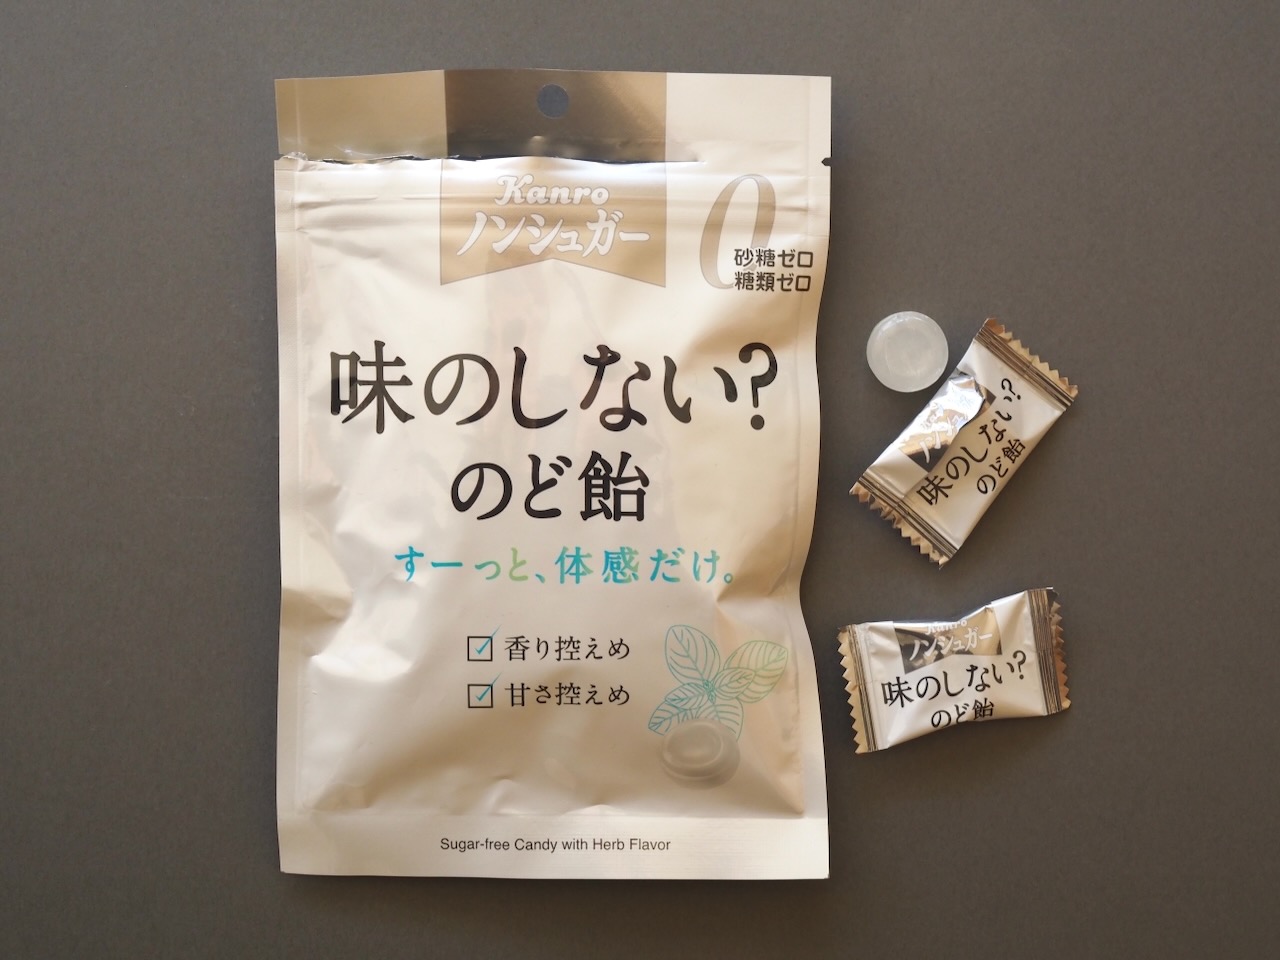 Kanro
ノンシュガー
0
砂糖ゼロ
糖類ゼロ
味のしない?
のど飴
すーっと、体感だけ。
香り控えめ
甘さ控えめ
Sugar-free Candy with Herb Flavor
味のしない?
のど飴
Kanro
ノンシュガー
味のしない?
のど飴